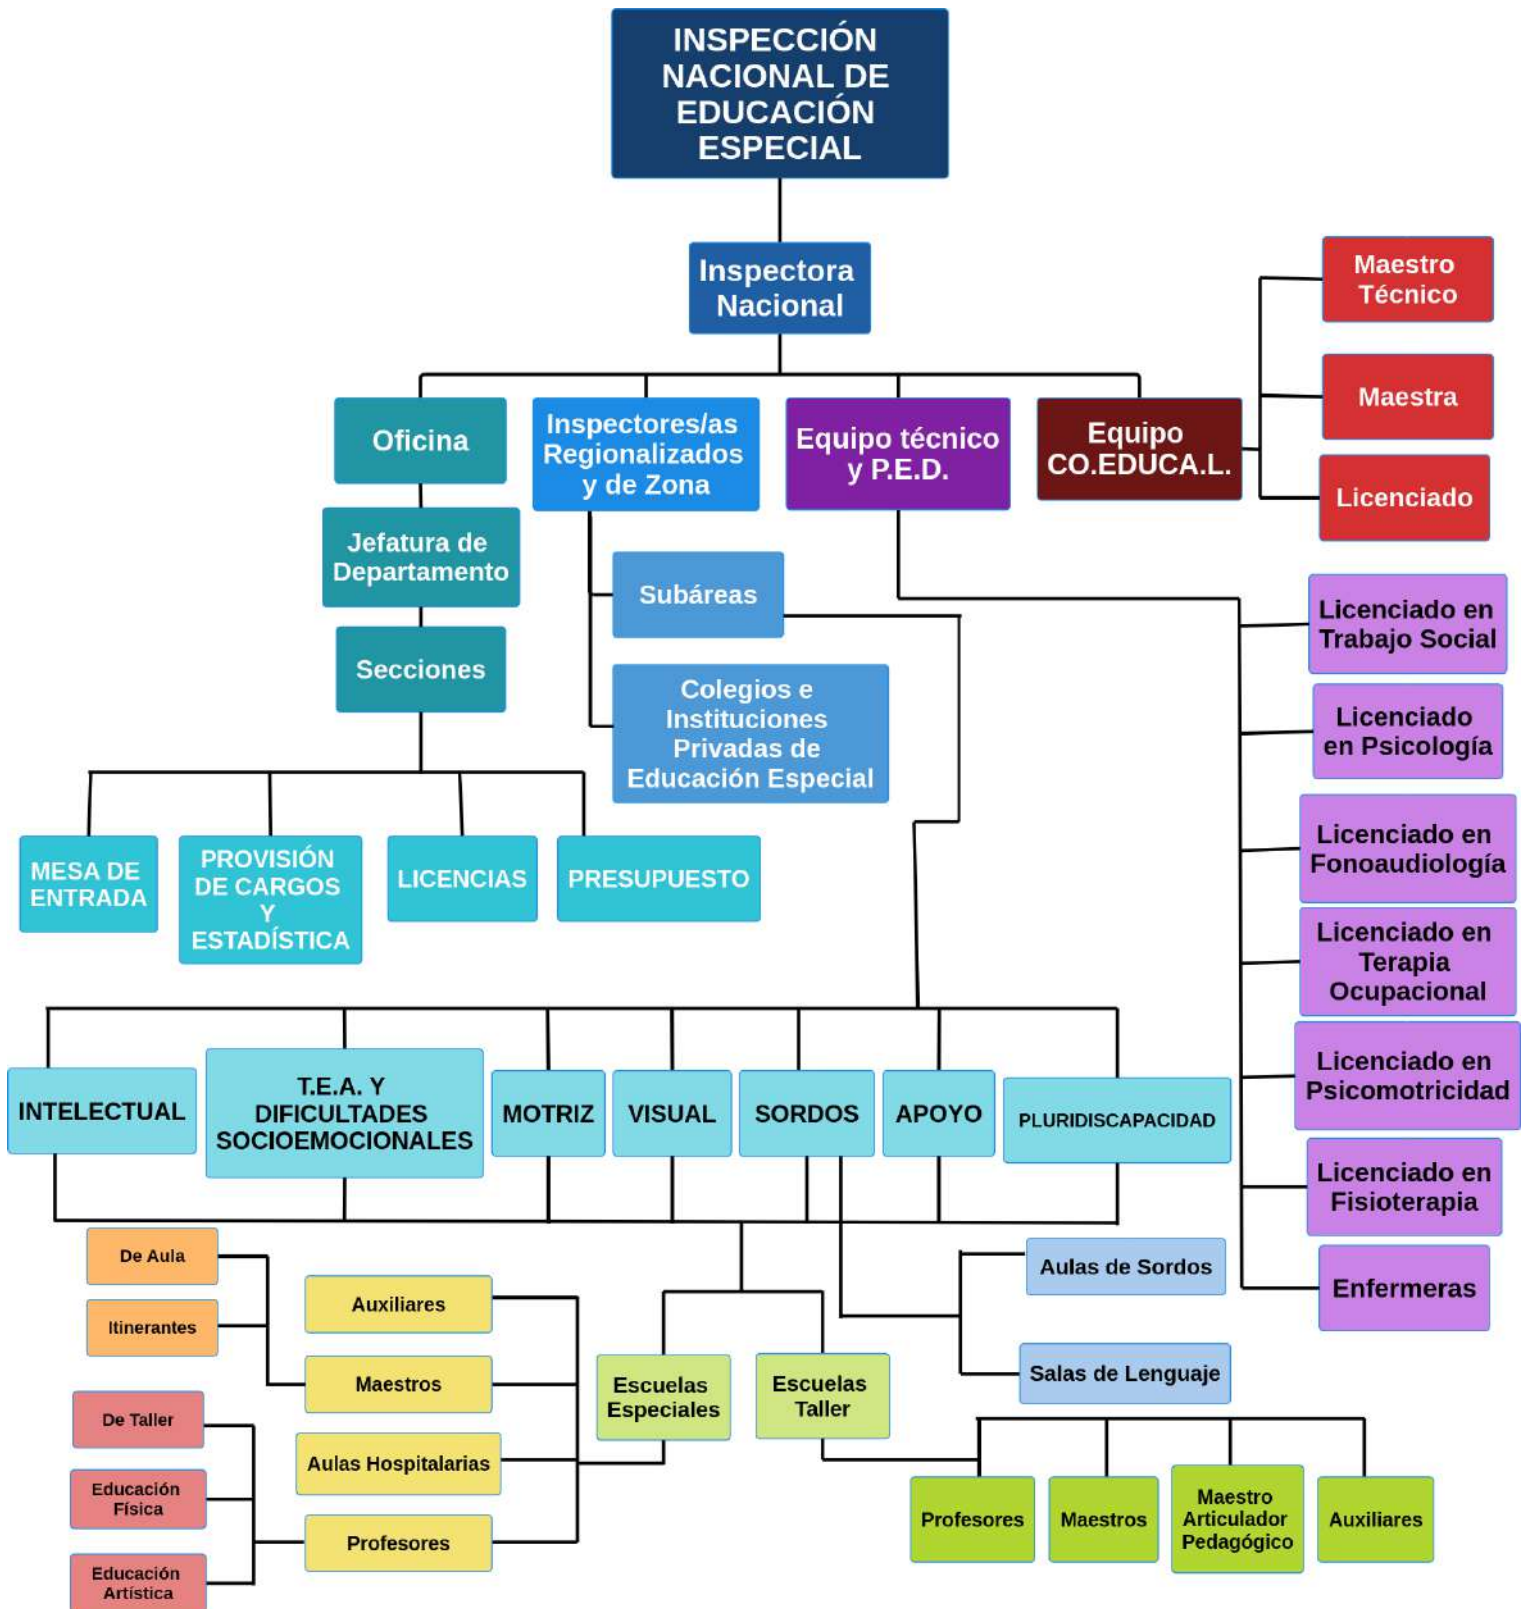 INSPECCIÓN
NACIONAL DE
EDUCACIÓN
ESPECIAL
Inspectora
Nacional
Oficina
Jefatura de
Departamento
Secciones
MESA DE
ENTRADA
PROVISIÓN
DE CARGOS
Y
ESTADÍSTICA
LICENCIAS
PRESUPUESTO
Inspectores/as
Regionalizados
y de Zona
Subáreas
Colegios e
Instituciones
Privadas de
Educación Especial
Equipo técnico
y P.E.D.
Equipo
CO.EDUCA.L.
Maestro
Técnico
Maestra
Licenciado
Licenciado en
Trabajo Social
Licenciado
en Psicología
Licenciado en
Fonoaudiología
Licenciado en
Terapia
Ocupacional
Licenciado en
Psicomotricidad
Licenciado en
Fisioterapia
Enfermeras
INTELECTUAL
T.E.A. Y
DIFICULTADES
SOCIOEMOCIONALES
MOTRIZ
VISUAL
SORDOS
APOYO
PLURIDISCAPACIDAD
De Aula
Itinerantes
De Taller
Educación
Física
Educación
Artística
Auxiliares
Maestros
Aulas Hospitalarias
Profesores
Escuelas
Especiales
Escuelas
Taller
Aulas de Sordos
Salas de Lenguaje
Profesores
Maestros
Maestro
Articulador
Pedagógico
Auxiliares